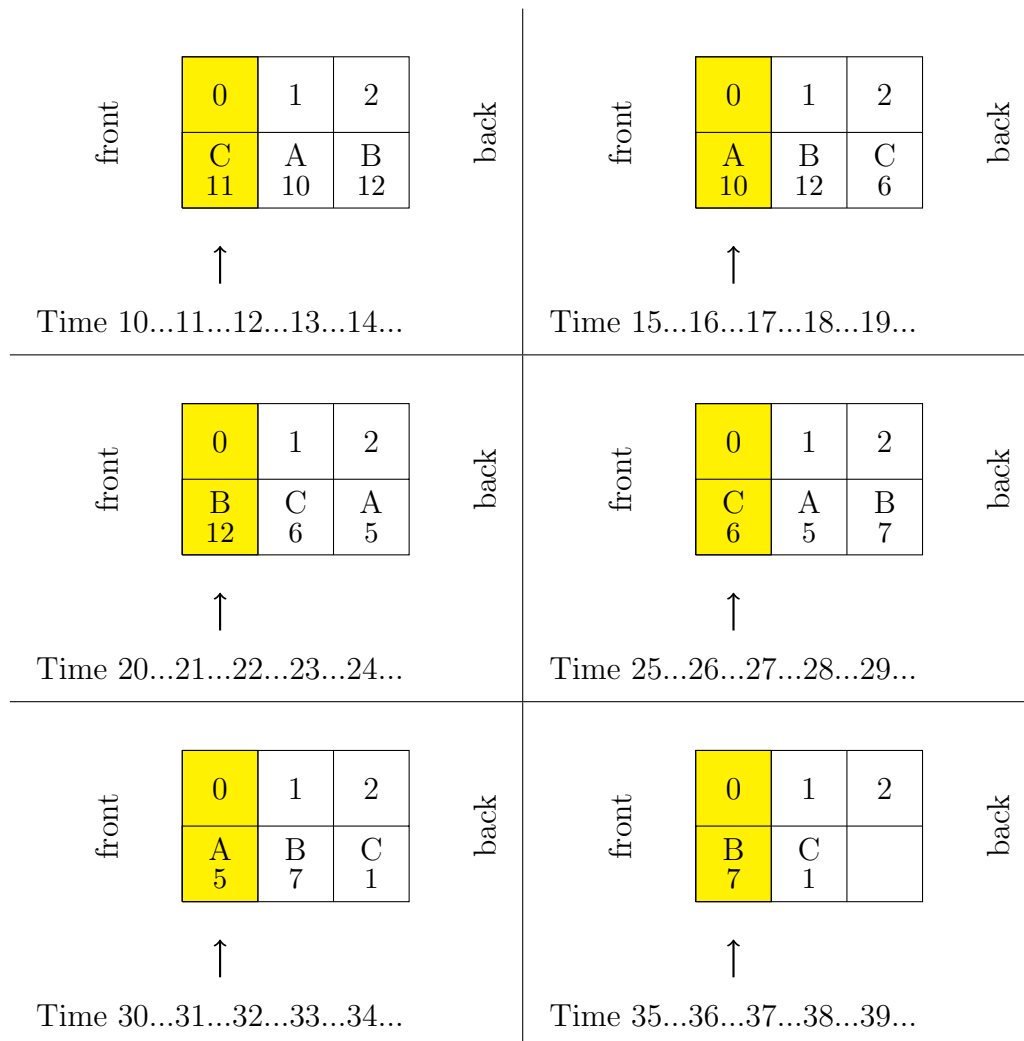 front
0 1 2
C A B
11 10 12
back
Time 10...11...12...13...14...
front
0 1 2
A B C
10 12 6
back
Time 15...16...17...18...19...
front
0 1 2
B C A
12 6 5
back
Time 20...21...22...23...24...
front
0 1 2
C A B
6 5 7
back
Time 25...26...27...28...29...
front
0 1 2
A B C
5 7 1
back
Time 30...31...32...33...34...
front
0 1 2
B C
7 1
back
Time 35...36...37...38...39...